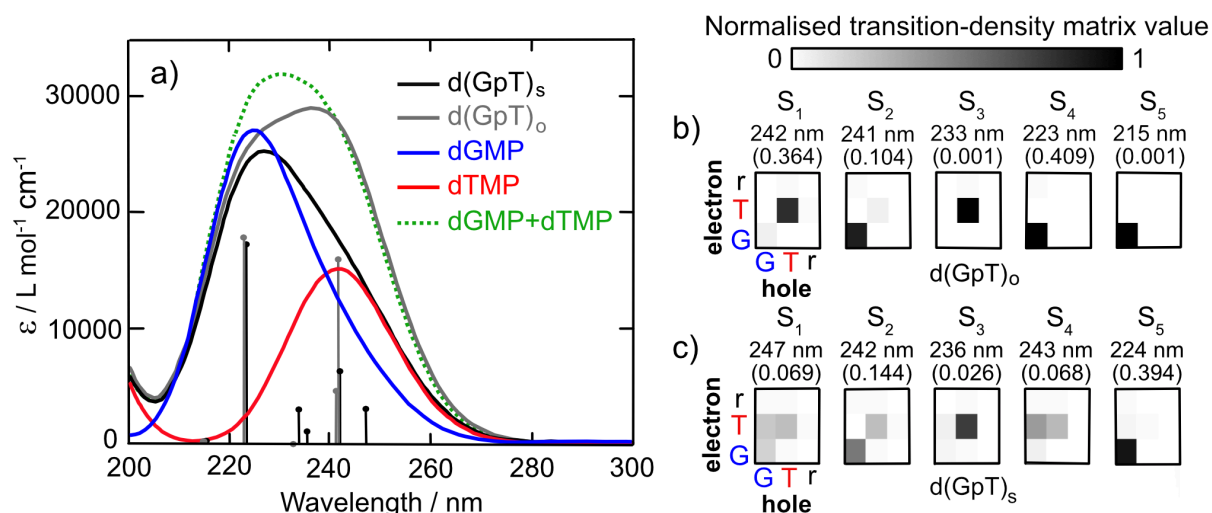 a)
30000
20000
10000
0
ε / L mol⁻¹ cm⁻¹
200
220
240
260
280
300
Wavelength / nm
d(GpT)ₛ
d(GpT)ₒ
dGMP
dTMP
dGMP+dTMP
Normalised transition-density matrix value
0 1
b)
S₁ S₂ S₃ S₄ S₅
242 nm 241 nm 233 nm 223 nm 215 nm
(0.364) (0.104) (0.001) (0.409) (0.001)
electron
r
T
G
G T r
hole
d(GpT)ₒ
c)
S₁ S₂ S₃ S₄ S₅
247 nm 242 nm 236 nm 243 nm 224 nm
(0.069) (0.144) (0.026) (0.068) (0.394)
electron
r
T
G
G T r
hole
d(GpT)ₛ